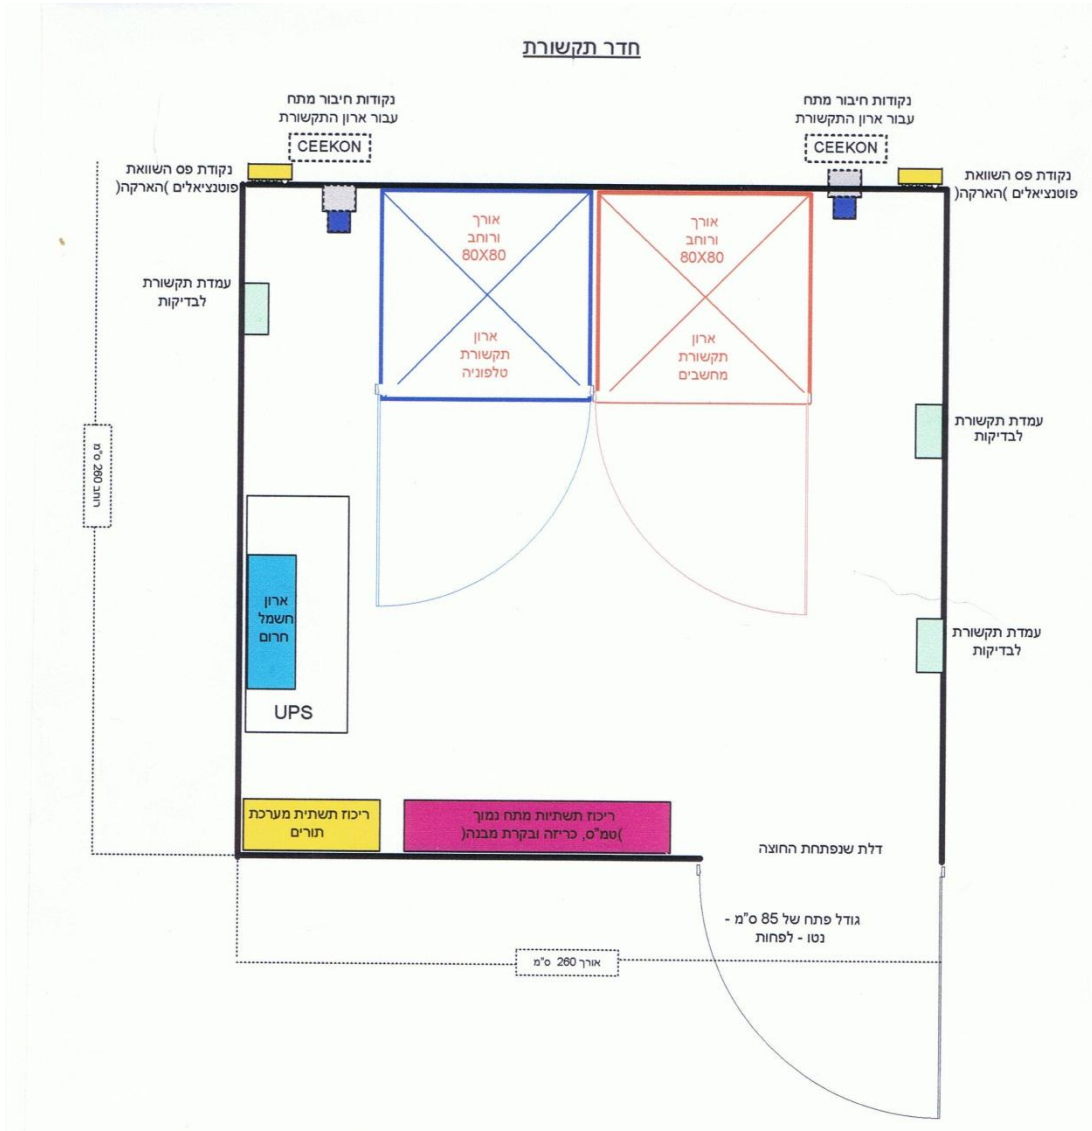 חדר תקשורת
נקודות חיבור מתח
עבור ארון התקשורת
CEEKON
נקודות חיבור מתח
עבור ארון התקשורת
CEEKON
נקודת פס השוואת
פוטנציאלים )הארקה(
נקודת פס השוואת
פוטנציאלים )הארקה(
אורך
ורוחב
80X80
ארון
תקשורת
מחשבים
אורך
ורוחב
80X80
ארון
תקשורת
טלפוניה
עמדת תקשורת
לבדיקות
עמדת תקשורת
לבדיקות
עמדת תקשורת
לבדיקות
רוחב 260 ס"מ
ארון
חשמל
חרום
UPS
ריכוז תשתיות מתח נמוך
)טמ"ס, כריזה ובקרת מבנה(
ריכוז תשתית מערכת
תורים
דלת שנפתחת החוצה
גודל פתח של 85 ס"מ -
נטו - לפחות
אורך 260 ס"מ